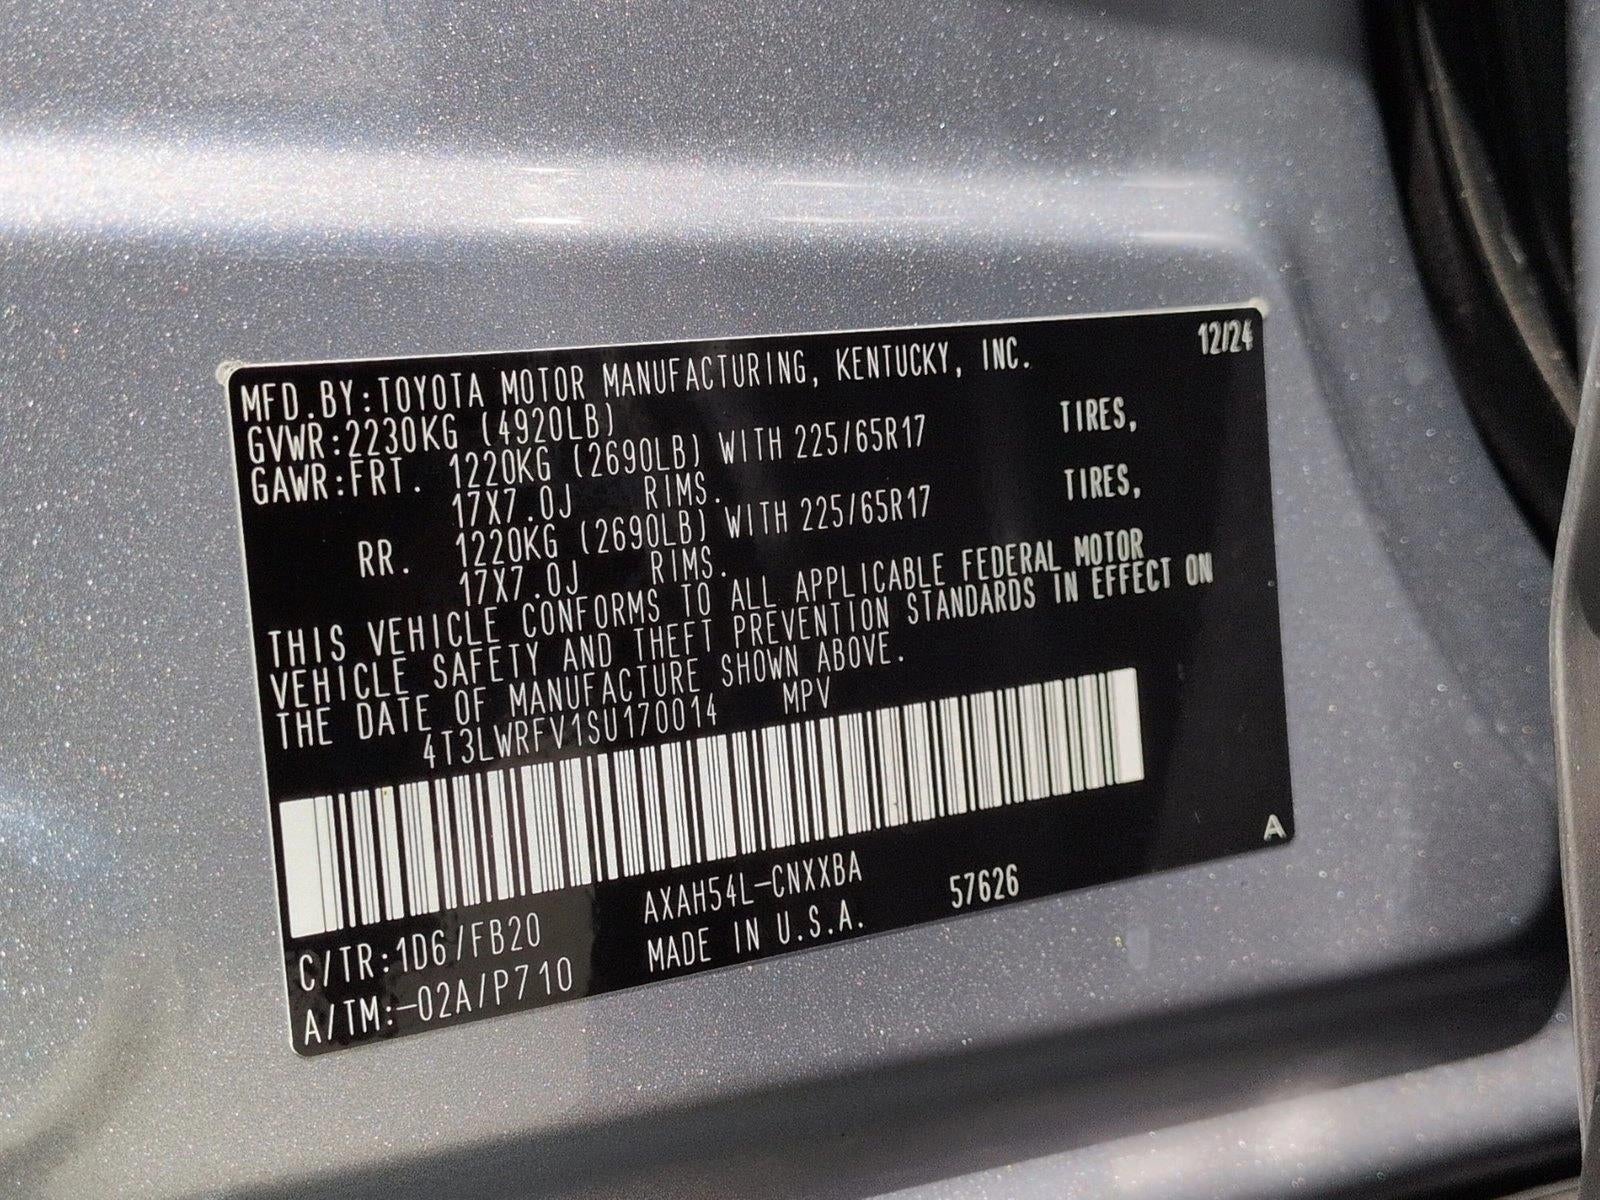 12/24
MFD.BY:TOYOTA MOTOR MANUFACTURING, KENTUCKY, INC.
GVWR:2230KG (4920LB)
GAWR:FRT. 1220KG (2690LB) WITH 225/65R17 TIRES,
17X7.0J RIMS.
RR. 1220KG (2690LB) WITH 225/65R17 TIRES,
17X7.0J RIMS.
THIS VEHICLE CONFORMS TO ALL APPLICABLE FEDERAL MOTOR
VEHICLE SAFETY AND THEFT PREVENTION STANDARDS IN EFFECT ON
THE DATE OF MANUFACTURE SHOWN ABOVE.
4T3LWRFV1SU170014 MPV
A
C/TR:1D6/FB20 AXAH54L-CNXXBA 57626
A/TM:-02A/P710 MADE IN U.S.A.